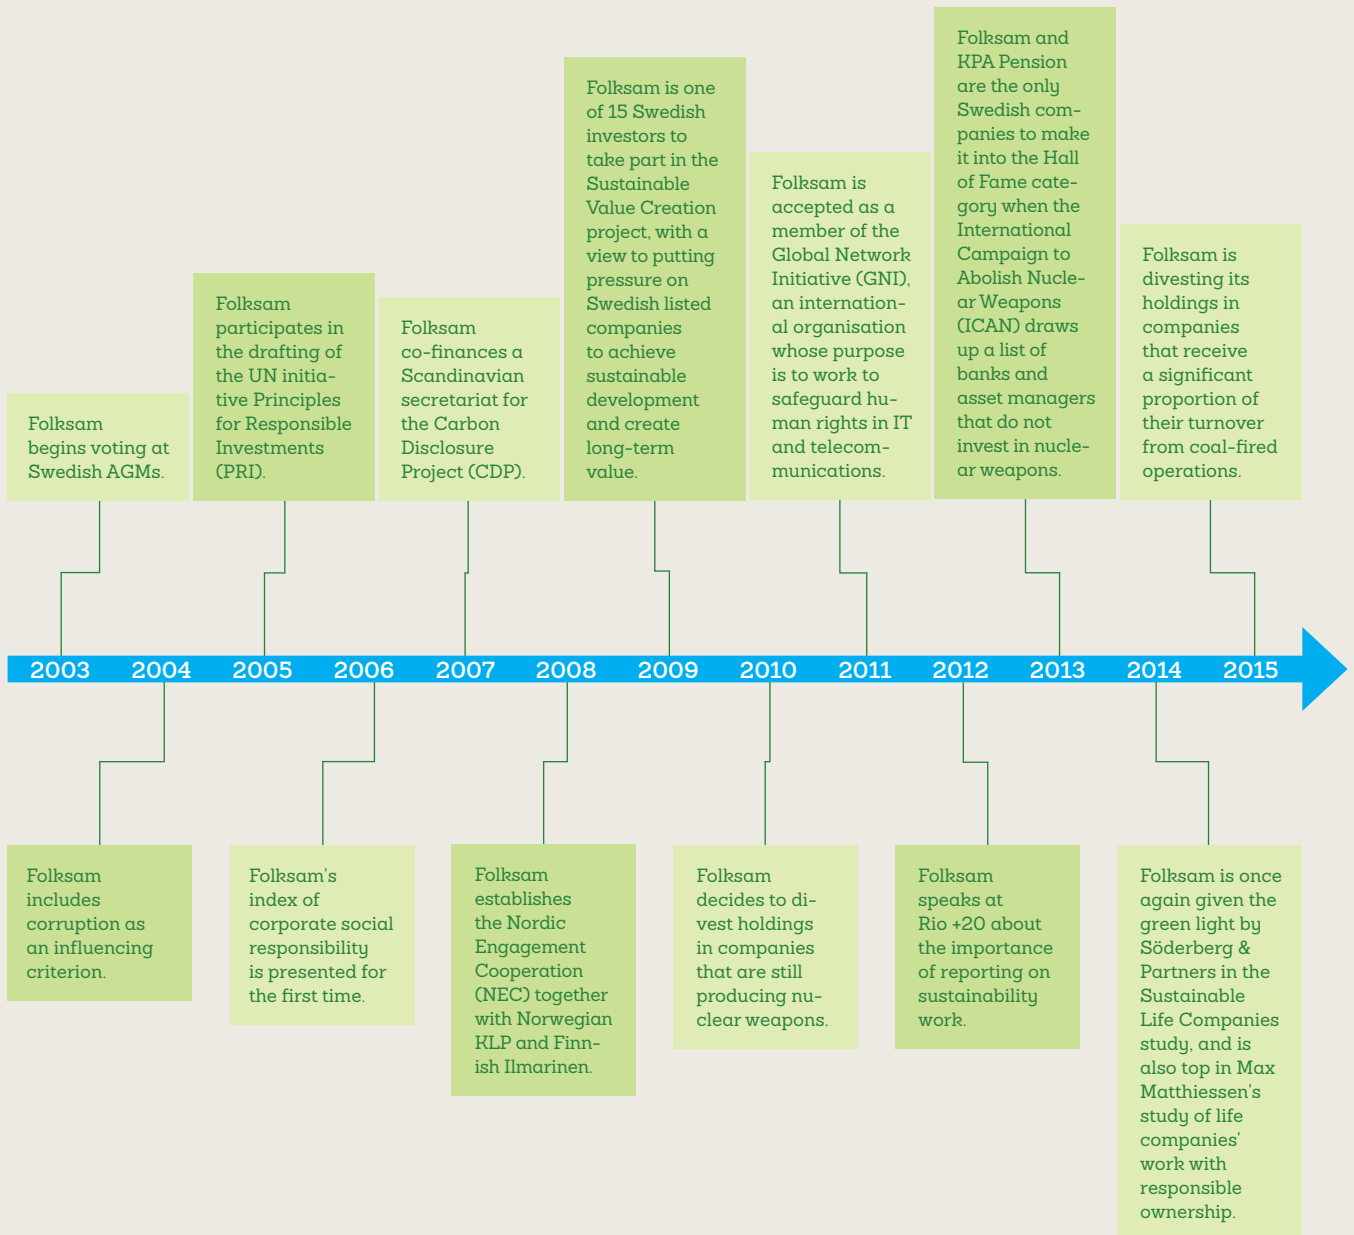 Folksam
begins voting at
Swedish AGMs.
Folksam
participates in
the drafting of
the UN initia-
tive Principles
for Responsible
Investments
(PRI).
Folksam
co-finances a
Scandinavian
secretariat for
the Carbon
Disclosure
Project (CDP).
Folksam is one
of 15 Swedish
investors to
take part in the
Sustainable
Value Creation
project, with a
view to putting
pressure on
Swedish listed
companies
to achieve
sustainable
development
and create
long-term
value.
Folksam is
accepted as a
member of the
Global Network
Initiative (GNI),
an internation-
al organisation
whose purpose
is to work to
safeguard hu-
man rights in IT
and telecom-
munications.
Folksam and
KPA Pension
are the only
Swedish com-
panies to make
it into the Hall
of Fame cate-
gory when the
International
Campaign to
Abolish Nucle-
ar Weapons
(ICAN) draws
up a list of
banks and
asset managers
that do not
invest in nucle-
ar weapons.
Folksam is
divesting its
holdings in
companies
that receive
a significant
proportion of
their turnover
from coal-fired
operations.
2003 2004 2005 2006 2007 2008 2009 2010 2011 2012 2013 2014 2015
Folksam
includes
corruption as
an influencing
criterion.
Folksam's
index of
corporate social
responsibility
is presented for
the first time.
Folksam
establishes
the Nordic
Engagement
Cooperation
(NEC) together
with Norwegian
KLP and Finn-
ish Ilmarinen.
Folksam
decides to di-
vest holdings
in companies
that are still
producing nu-
clear weapons.
Folksam
speaks at
Rio +20 about
the importance
of reporting on
sustainability
work.
Folksam is once
again given the
green light by
Söderberg &
Partners in the
Sustainable
Life Companies
study, and is
also top in Max
Matthiessen's
study of life
companies'
work with
responsible
ownership.